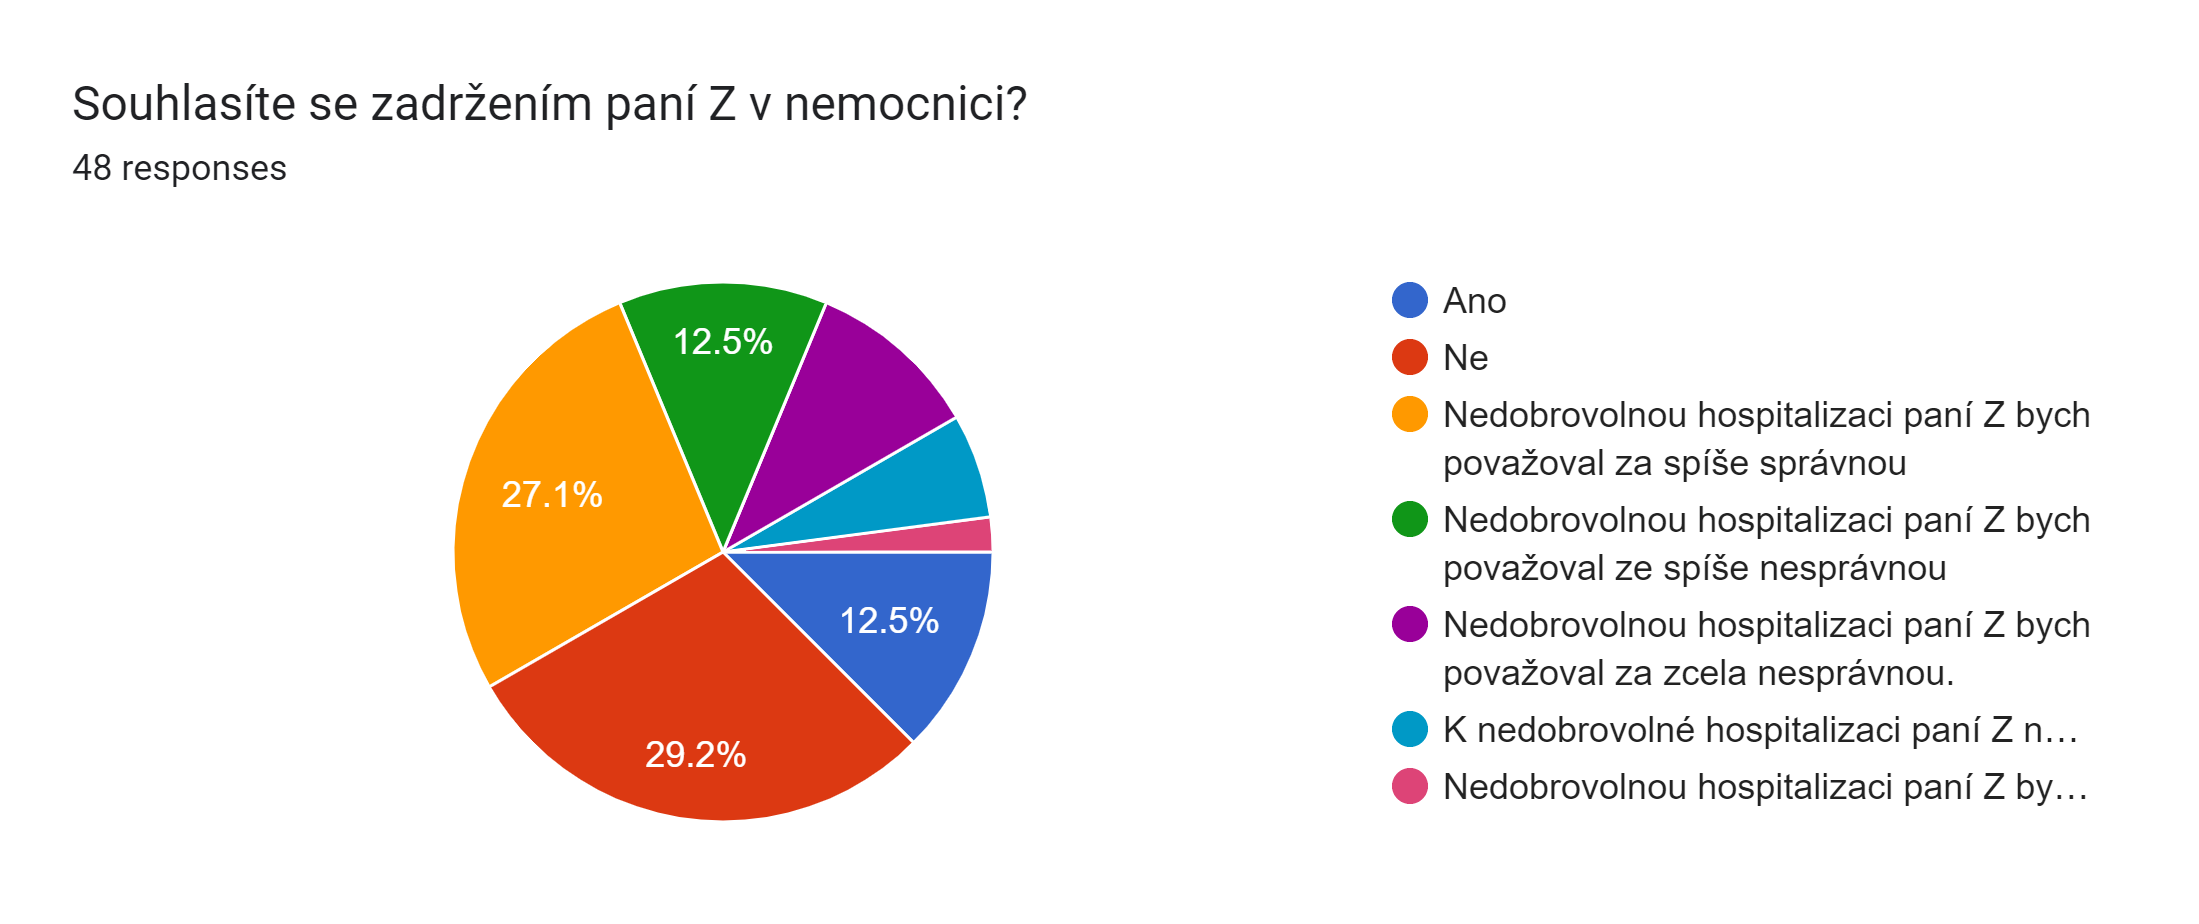 Souhlasíte se zadržením paní Z v nemocnici?
48 responses
12.5%
27.1%
12.5%
29.2%
Ano
Ne
Nedobrovolnou hospitalizaci paní Z bych
považoval za spíše správnou
Nedobrovolnou hospitalizaci paní Z bych
považoval ze spíše nesprávnou
Nedobrovolnou hospitalizaci paní Z bych
považoval za zcela nesprávnou.
K nedobrovolné hospitalizaci paní Z n…
Nedobrovolnou hospitalizaci paní Z by…